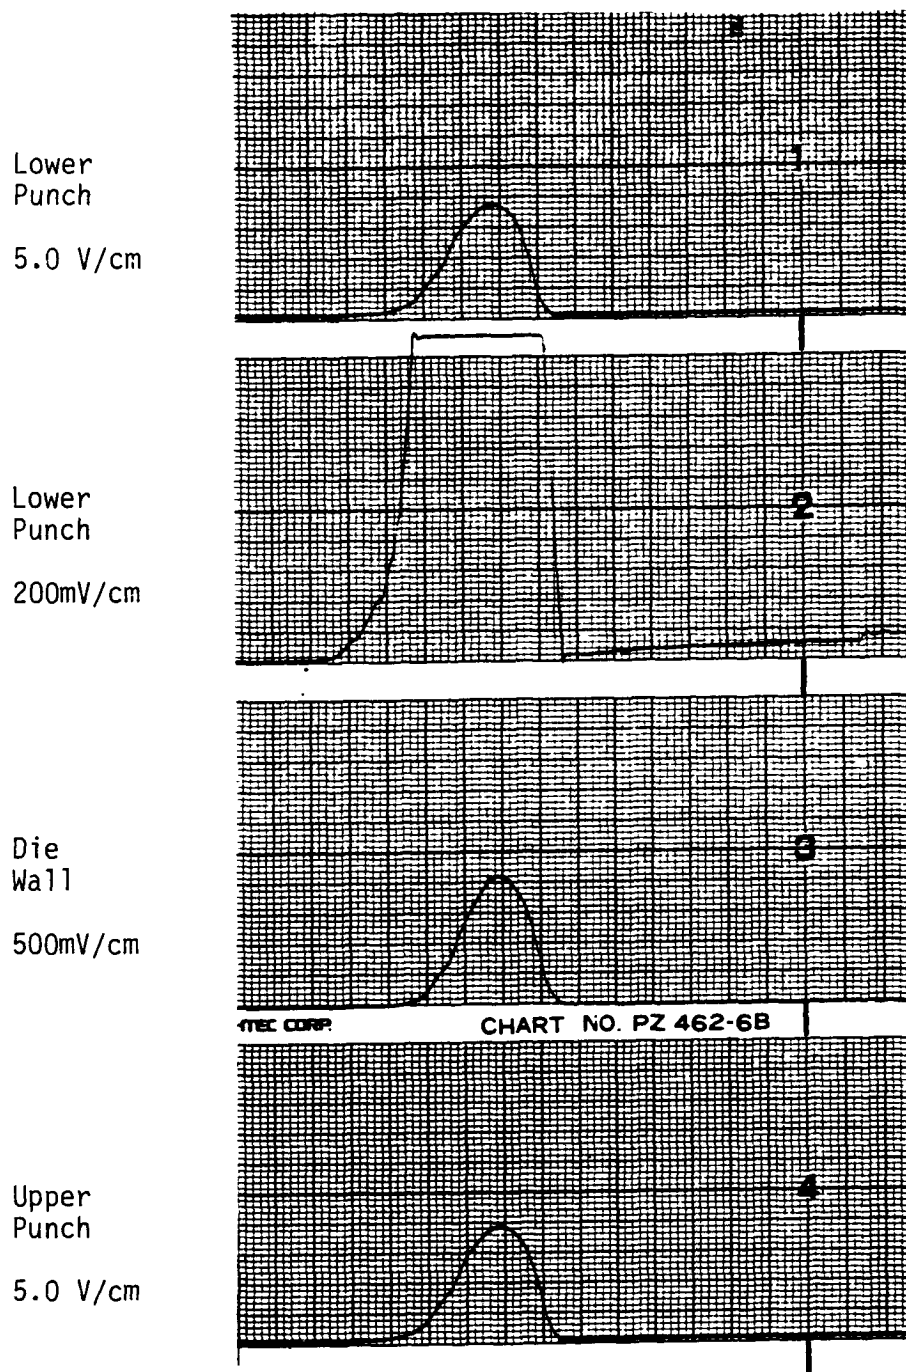 Lower
Punch
5.0 V/cm
1
Lower
Punch
200mV/cm
2
Die
Wall
500mV/cm
3
CORP.
CHART NO. PZ 462-6B
Upper
Punch
5.0 V/cm
4